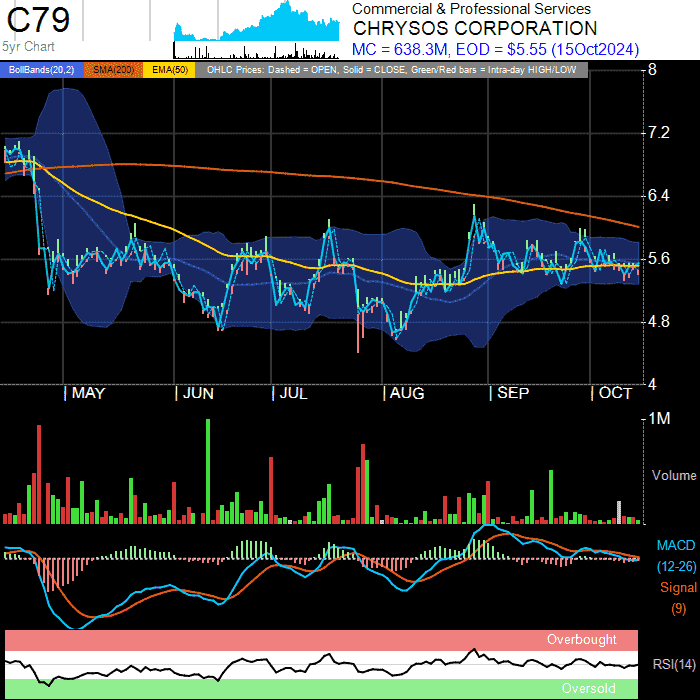 C79
5yr Chart
Commercial & Professional Services
CHRYSOS CORPORATION
MC = 638.3M, EOD = $5.55 (15Oct2024)
BollBands(20,2) SMA(200) EMA(50) OHLC Prices: Dashed = OPEN, Solid = CLOSE, Green/Red bars = Intra-day HIGH/LOW
8
7.2
6.4
5.6
4.8
4
| MAY | JUN | JUL | AUG | SEP | OCT
1M
Volume
MACD
(12-26)
Signal
(9)
Overbought
RSI(14)
Oversold